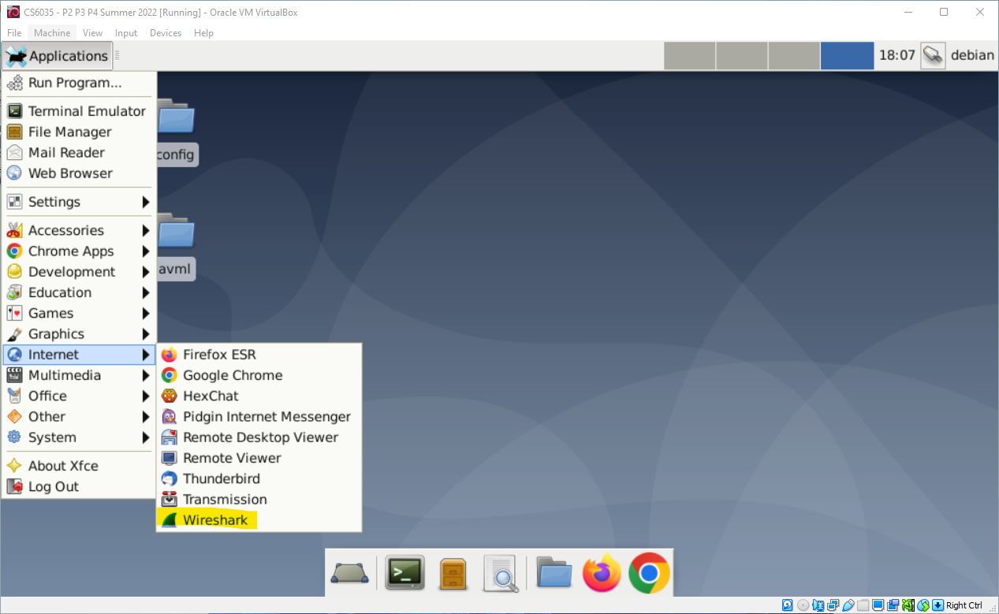 CS6035 - P2 P3 P4 Summer 2022 [Running] - Oracle VM VirtualBox
File Machine View Input Devices Help
Applications 18:07 debian
Run Program...
Terminal Emulator
File Manager
Mail Reader
Web Browser
Settings
Accessories
Chrome Apps
Development
Education
Games
Graphics
Internet
Multimedia
Office
Other
System
About Xfce
Log Out
config
avml
Firefox ESR
Google Chrome
HexChat
Pidgin Internet Messenger
Remote Desktop Viewer
Remote Viewer
Thunderbird
Transmission
Wireshark
Right Ctrl